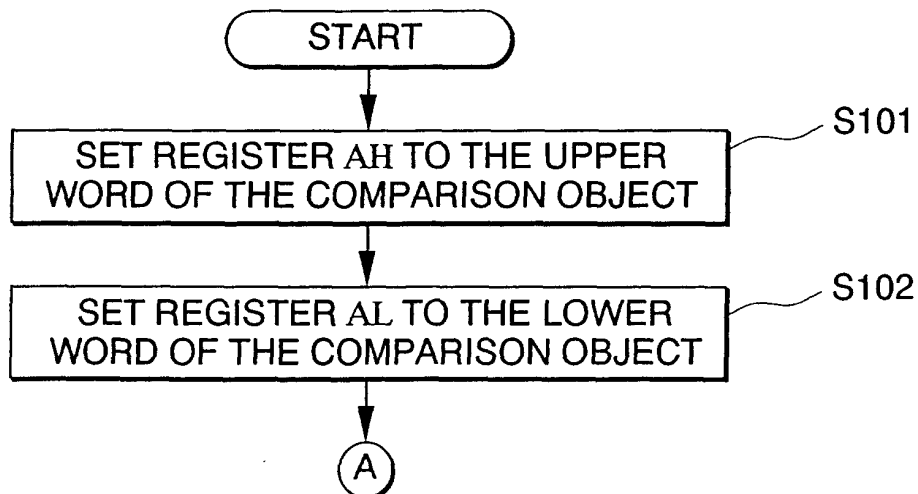 START
S101
SET REGISTER AH TO THE UPPER
WORD OF THE COMPARISON OBJECT
S102
SET REGISTER AL TO THE LOWER
WORD OF THE COMPARISON OBJECT
A